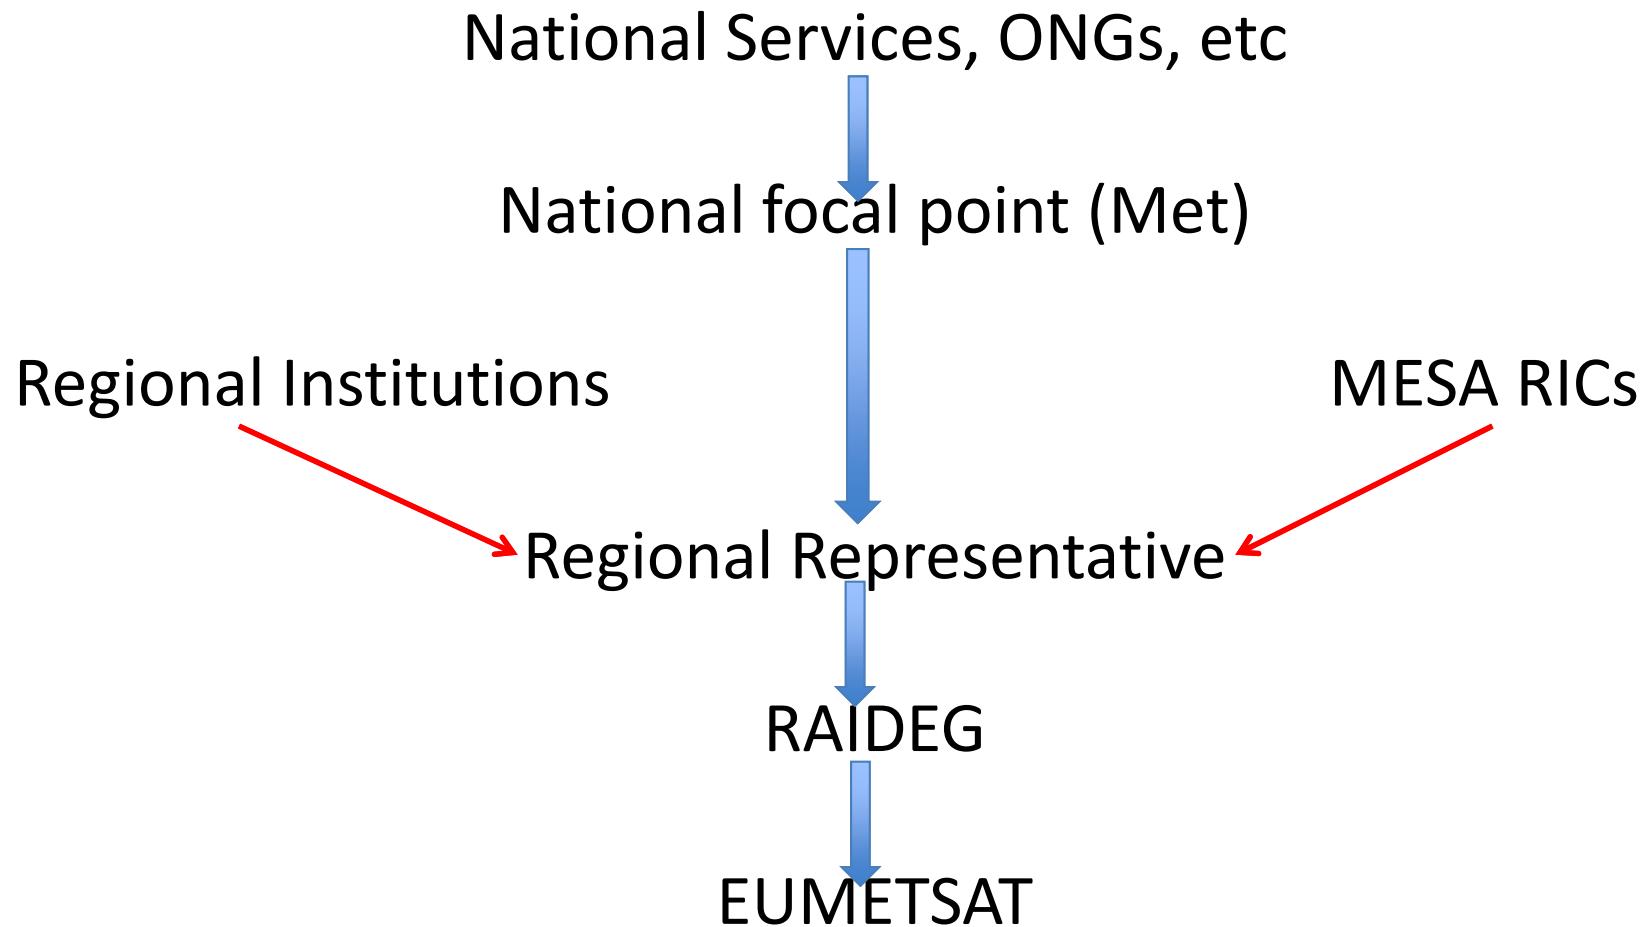 National Services, ONGs, etc
National focal point (Met)
Regional Institutions
MESA RICs
Regional Representative
RAIDEG
EUMETSAT